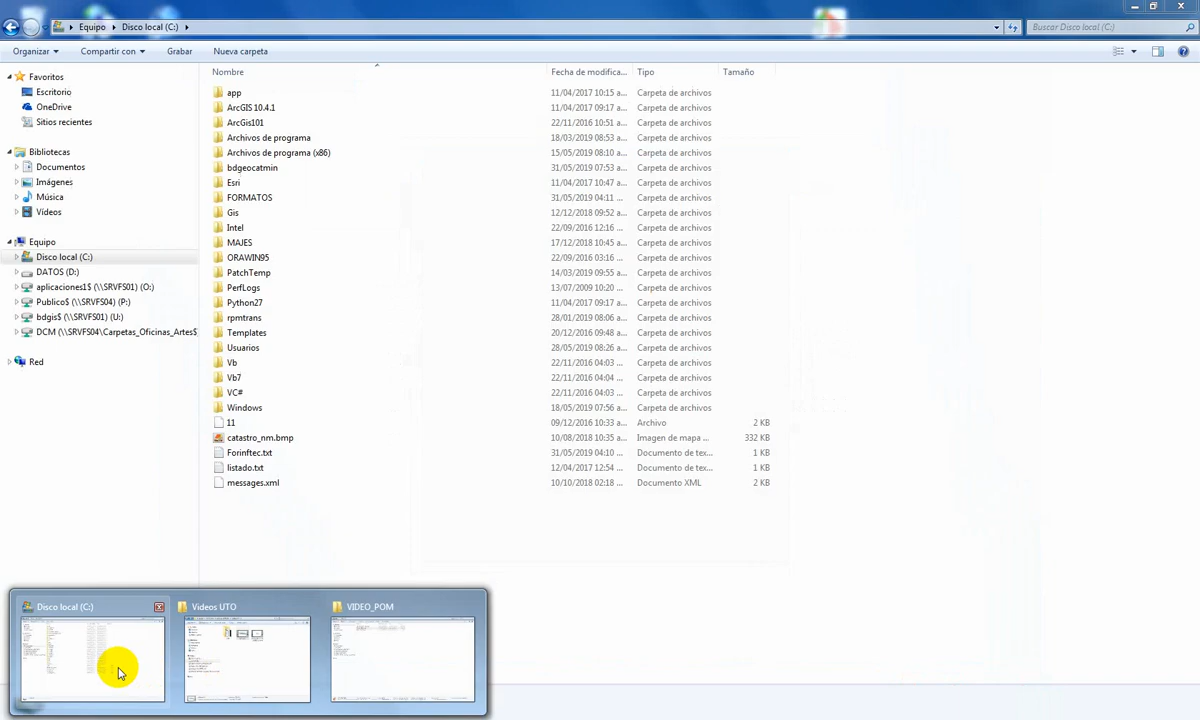 Equipo ▸ Disco local (C:) ▸
Buscar Disco local (C:)
Organizar Compartir con Grabar Nueva carpeta
Nombre Fecha de modifica... Tipo Tamaño
Favoritos
Escritorio
OneDrive
Sitios recientes
Bibliotecas
Documentos
Imágenes
Música
Vídeos
Equipo
Disco local (C:)
DATOS (D:)
aplicaciones1$ (\\SRVFS01) (O:)
Publico$ (\\SRVFS04) (P:)
bdgis$ (\\SRVFS01) (U:)
DCM (\\SRVFS04\Carpetas_Oficinas_Artes$
Red
app 11/04/2017 10:15 a... Carpeta de archivos
ArcGIS 10.4.1 11/04/2017 09:17 a... Carpeta de archivos
ArcGis101 22/11/2016 10:51 a... Carpeta de archivos
Archivos de programa 18/03/2019 08:53 a... Carpeta de archivos
Archivos de programa (x86) 15/05/2019 08:10 a... Carpeta de archivos
bdgeocatmin 31/05/2019 07:53 a... Carpeta de archivos
Esri 11/04/2017 10:47 a... Carpeta de archivos
FORMATOS 31/05/2019 04:11 ... Carpeta de archivos
Gis 12/12/2018 09:52 a... Carpeta de archivos
Intel 22/09/2016 12:16 ... Carpeta de archivos
MAJES 17/12/2018 10:45 a... Carpeta de archivos
ORAWIN95 22/09/2016 03:16 ... Carpeta de archivos
PatchTemp 14/03/2019 09:55 a... Carpeta de archivos
PerfLogs 13/07/2009 10:20 ... Carpeta de archivos
Python27 11/04/2017 09:17 a... Carpeta de archivos
rpmtrans 28/01/2019 08:06 a... Carpeta de archivos
Templates 20/12/2016 09:48 a... Carpeta de archivos
Usuarios 28/05/2019 08:26 a... Carpeta de archivos
Vb 22/11/2016 04:03 ... Carpeta de archivos
Vb7 22/11/2016 04:04 ... Carpeta de archivos
VC# 22/11/2016 04:03 ... Carpeta de archivos
Windows 18/05/2019 07:56 a... Carpeta de archivos
11 09/12/2016 10:33 a... Archivo 2 KB
catastro_nm.bmp 10/08/2018 10:35 a... Imagen de mapa ... 332 KB
Forinftec.txt 31/05/2019 04:10 ... Documento de tex... 1 KB
listado.txt 12/04/2017 12:54 ... Documento de tex... 1 KB
messages.xml 10/10/2018 02:18 ... Documento XML 2 KB
Disco local (C:) Videos UTO VIDEO_POM